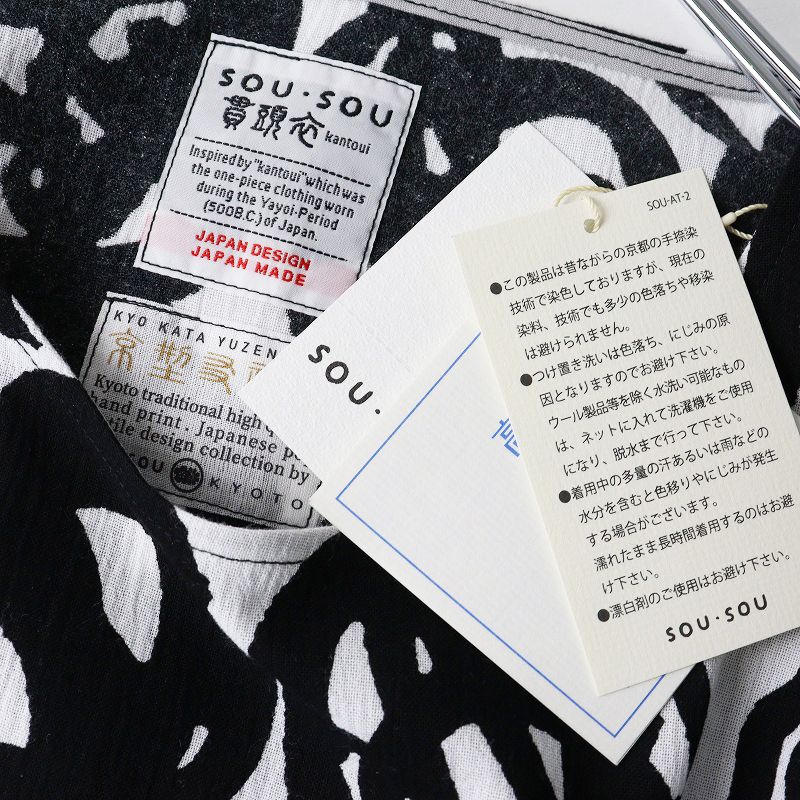 SOU・SOU
貫頭衣 kantoui
Inspired by "kantoui" which was
the one-piece clothing worn
during the Yayoi-Period
(500B.C.) of Japan.
JAPAN DESIGN
JAPAN MADE
KYO KATA YUZEN
京型友
Kyoto traditional high
hand print. Japanese
tile design collection by
SOU KYOTO
SOU・
高
SOU-AT-2
●この製品は昔ながらの京都の手捺染
技術で染色しておりますが、現在の
染料、技術でも多少の色落ちや移染
は避けられません。
●つけ置き洗いは色落ち、にじみの原
因となりますのでお避け下さい。
ウール製品等を除く水洗い可能なもの
は、ネットに入れて洗濯機をご使用
になり、脱水まで行って下さい。
●着用中の多量の汗あるいは雨などの
水分を含むと色移りやにじみが発生
する場合がございます。
濡れたまま長時間着用するのはお避
け下さい。
●漂白剤のご使用はお避け下さい。
SOU・SOU